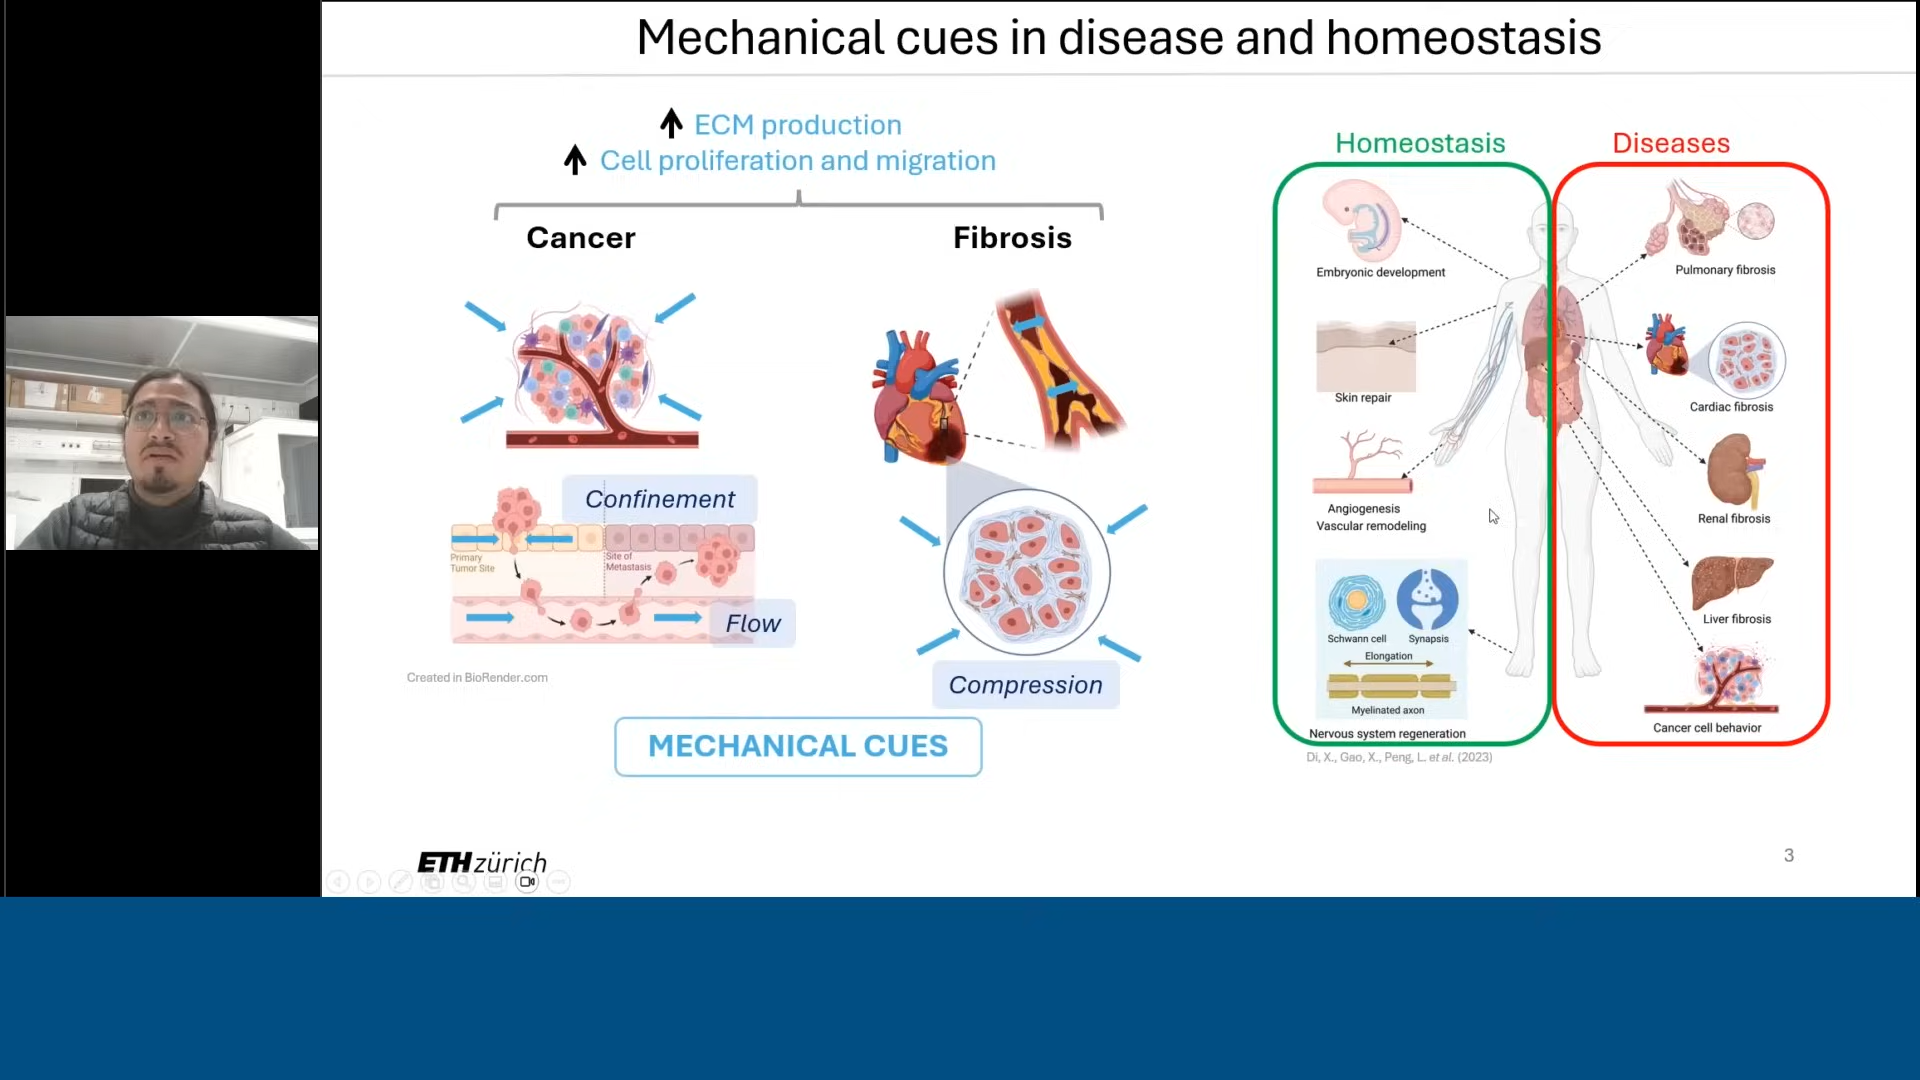 Mechanical cues in disease and homeostasis
ECM production
Cell proliferation and migration
Cancer
Fibrosis
Confinement
Primary
Tumor Site
Site of
Metastasis
Flow
Created in BioRender.com
Compression
MECHANICAL CUES
Homeostasis
Diseases
Embryonic development
Skin repair
Angiogenesis
Vascular remodeling
Schwann cell
Synapsis
Elongation
Myelinated axon
Nervous system regeneration
Pulmonary fibrosis
Cardiac fibrosis
Renal fibrosis
Liver fibrosis
Cancer cell behavior
Di, X., Gao, X., Peng, L. et al. (2023)
ETH zürich
3